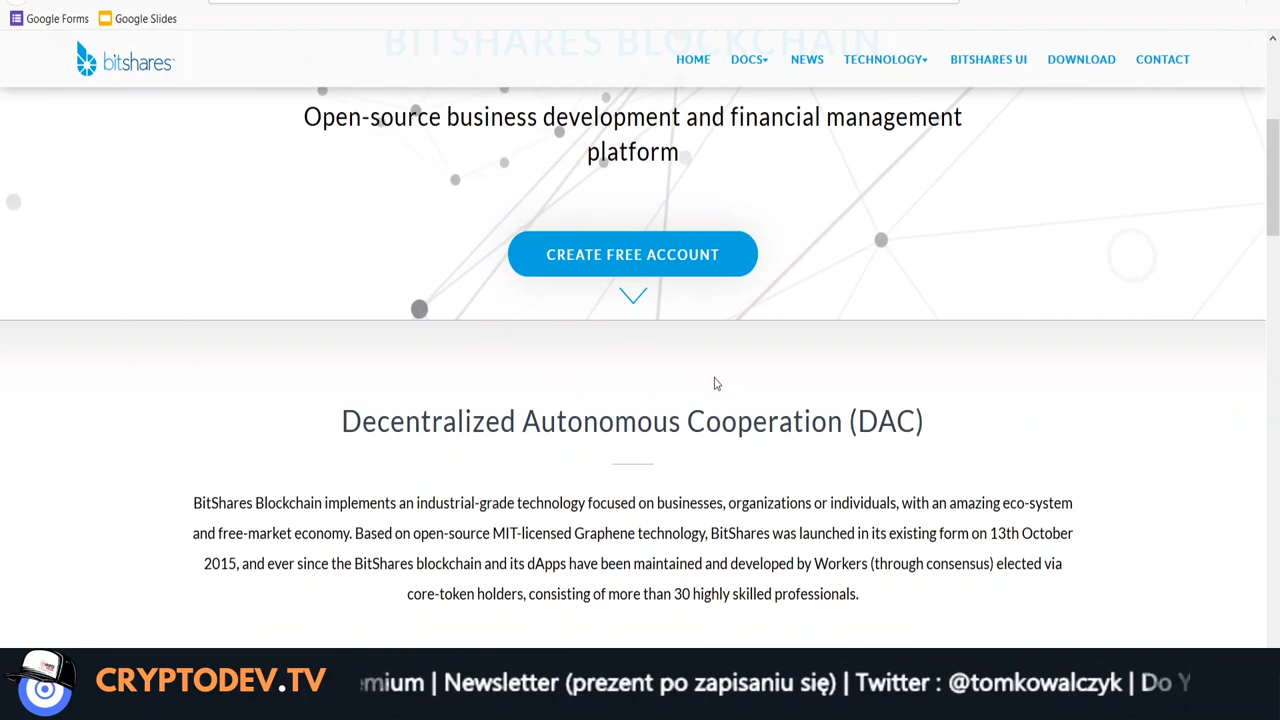 Google Forms Google Slides
BITSHARES BLOCKCHAIN
bitshares HOME DOCS NEWS TECHNOLOGY BITSHARES UI DOWNLOAD CONTACT
Open-source business development and financial management
platform
CREATE FREE ACCOUNT
Decentralized Autonomous Cooperation (DAC)
BitShares Blockchain implements an industrial-grade technology focused on businesses, organizations or individuals, with an amazing eco-system
and free-market economy. Based on open-source MIT-licensed Graphene technology, BitShares was launched in its existing form on 13th October
2015, and ever since the BitShares blockchain and its dApps have been maintained and developed by Workers (through consensus) elected via
core-token holders, consisting of more than 30 highly skilled professionals.
CRYPTODEV.TV emium | Newsletter (prezent po zapisaniu się) | Twitter : @tomkowalczyk | Do Y